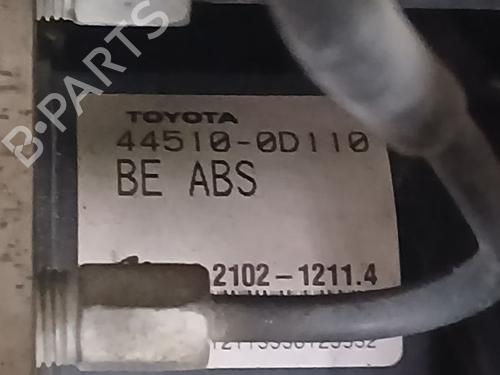 B-PARTS
TOYOTA
44510-0D110
BE ABS
2102-1211.4